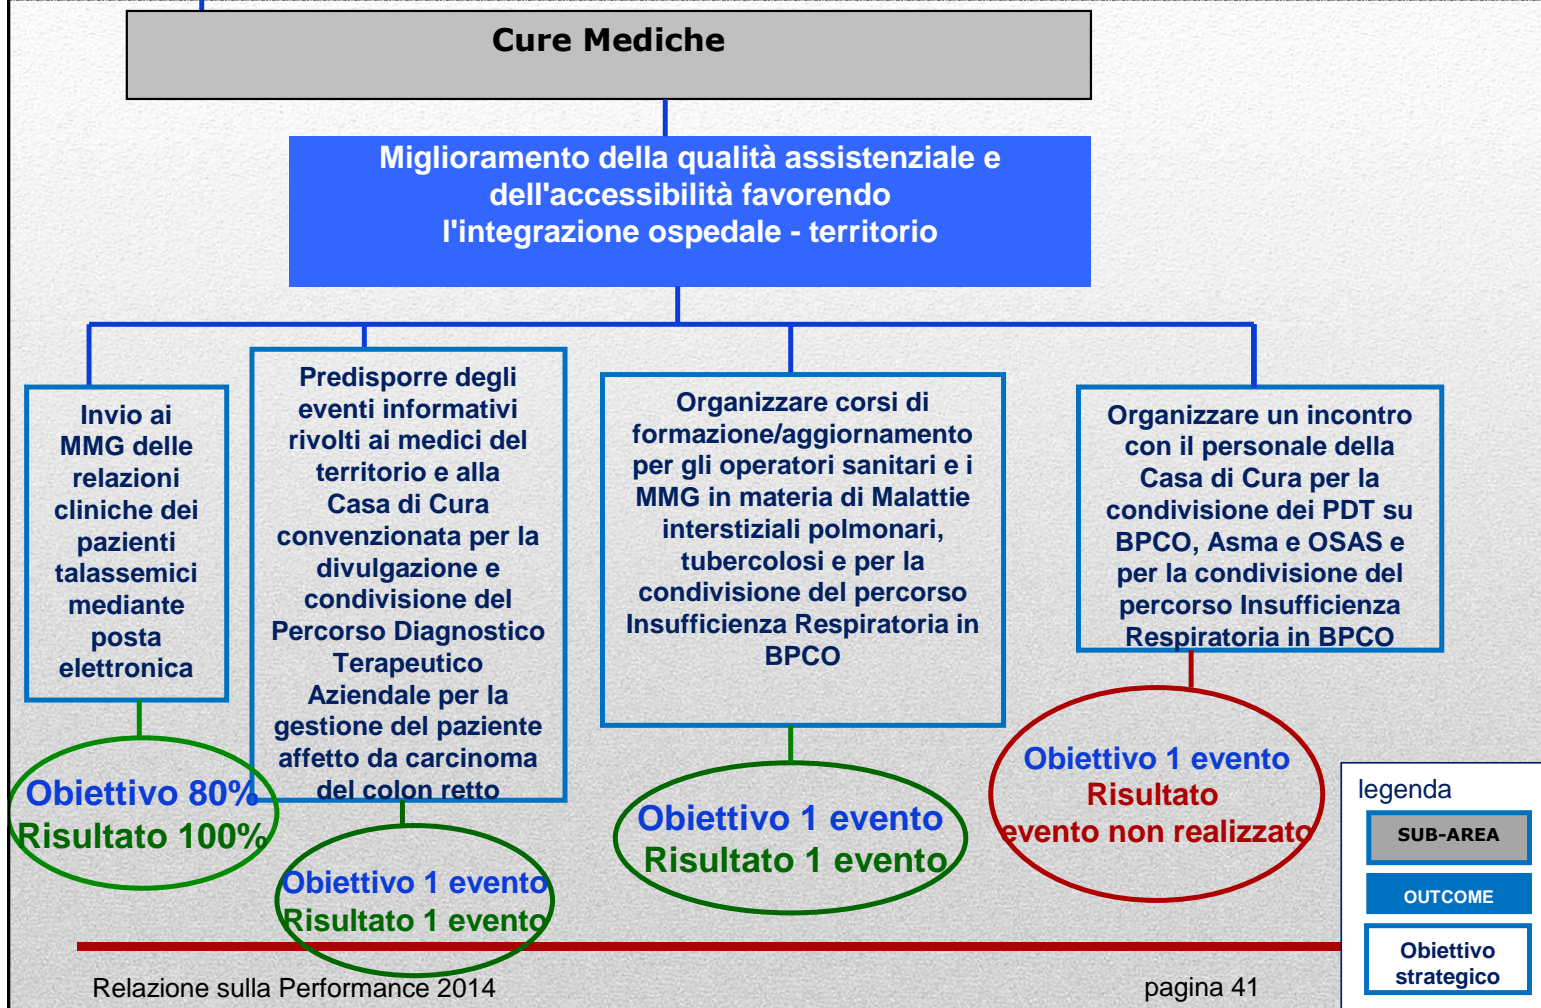 Cure Mediche
Miglioramento della qualità assistenziale e
dell'accessibilità favorendo
l'integrazione ospedale - territorio
Invio ai
MMG delle
relazioni
cliniche dei
pazienti
talassemici
mediante
posta
elettronica
Obiettivo 80%
Risultato 100%
Predisporre degli
eventi informativi
rivolti ai medici del
territorio e alla
Casa di Cura
convenzionata per la
divulgazione e
condivisione del
Percorso Diagnostico
Terapeutico
Aziendale per la
gestione del paziente
affetto da carcinoma
del colon retto
Obiettivo 1 evento
Risultato 1 evento
Organizzare corsi di
formazione/aggiornamento
per gli operatori sanitari e i
MMG in materia di Malattie
interstiziali polmonari,
tubercolosi e per la
condivisione del percorso
Insufficienza Respiratoria in
BPCO
Obiettivo 1 evento
Risultato 1 evento
Organizzare un incontro
con il personale della
Casa di Cura per la
condivisione dei PDT su
BPCO, Asma e OSAS e
per la condivisione del
percorso Insufficienza
Respiratoria in BPCO
Obiettivo 1 evento
Risultato
evento non realizzato
legenda
SUB-AREA
OUTCOME
Obiettivo
strategico
Relazione sulla Performance 2014
pagina 41